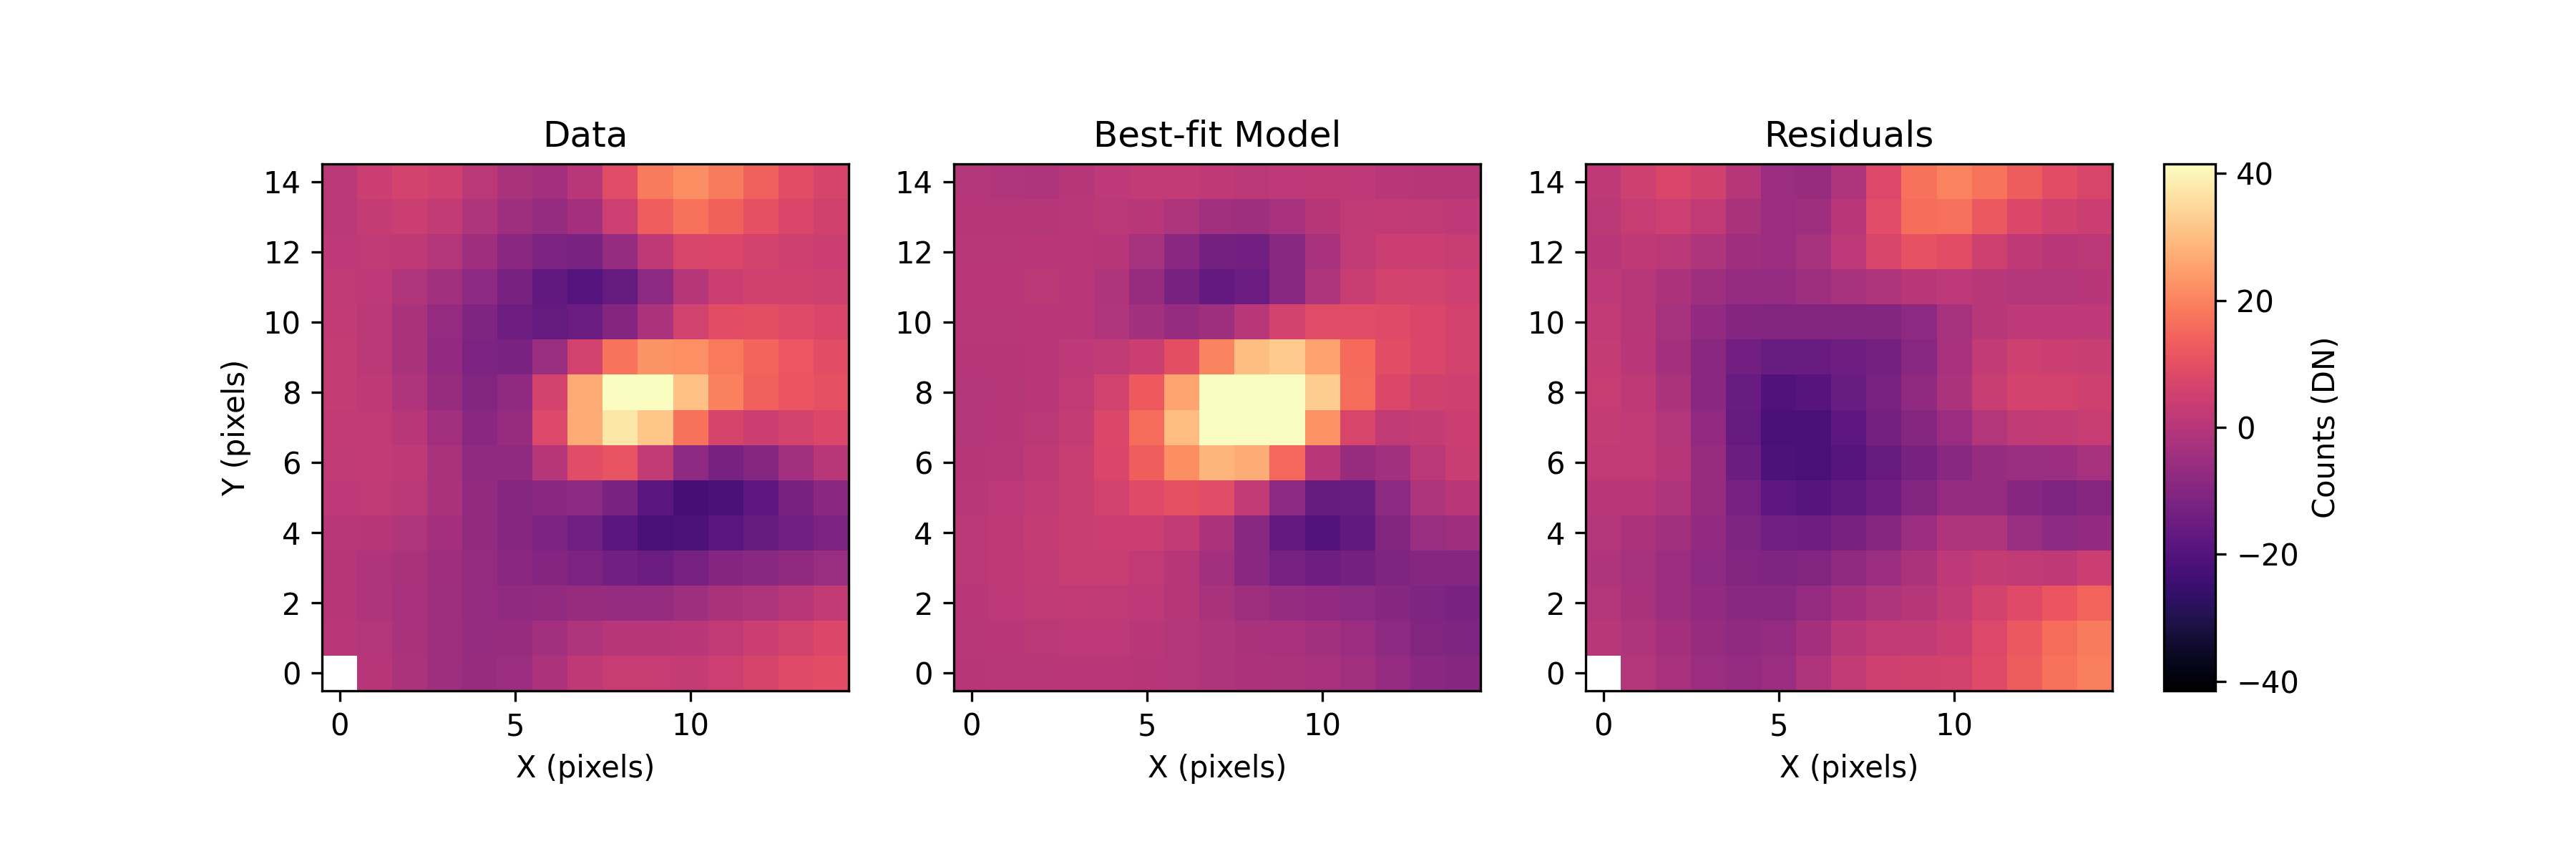 Data
Best-fit Model
Residuals
14
12
10
8
6
4
2
0
14
12
10
8
6
4
2
0
14
12
10
8
6
4
2
0
40
20
0
−20
−40
Y (pixels)
Counts (DN)
0 5 10
0 5 10
0 5 10
X (pixels)
X (pixels)
X (pixels)